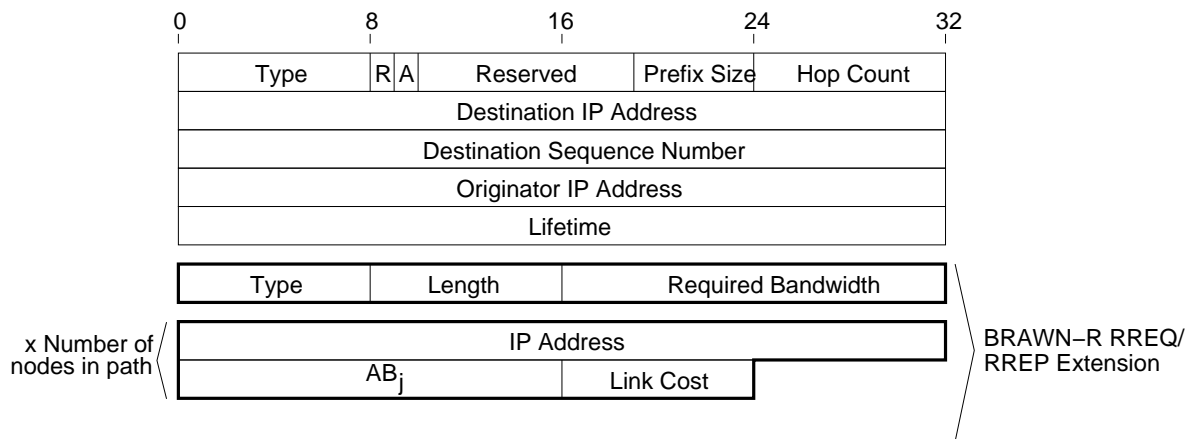 0 8 16 24 32
Type R A Reserved Prefix Size Hop Count
Destination IP Address
Destination Sequence Number
Originator IP Address
Lifetime
Type Length Required Bandwidth
x Number of
nodes in path
IP Address
ABj Link Cost
BRAWN−R RREQ/
RREP Extension